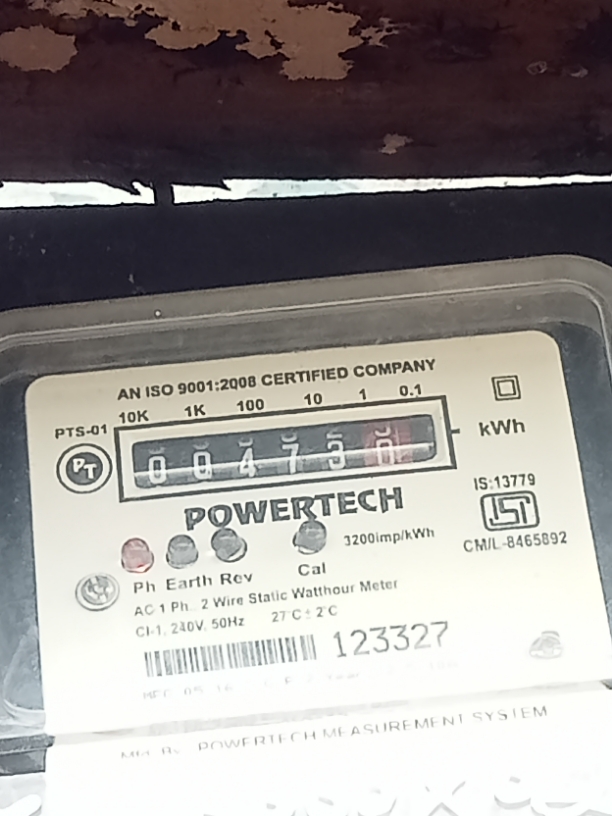 AN ISO 9001:2008 CERTIFIED COMPANY
PTS-01 10K 1K 100 10 1 0.1
PT 0 0 4 7 3 kWh
POWERTECH
IS:13779
ISI
3200imp/kWh CM/L-8465892
Ph Earth Rev Cal
AC 1 Ph. 2 Wire Static Watthour Meter
Cl-1, 240V, 50Hz 27°C ± 2°C
123327
POWERTECH MEASUREMENT SYSTEM